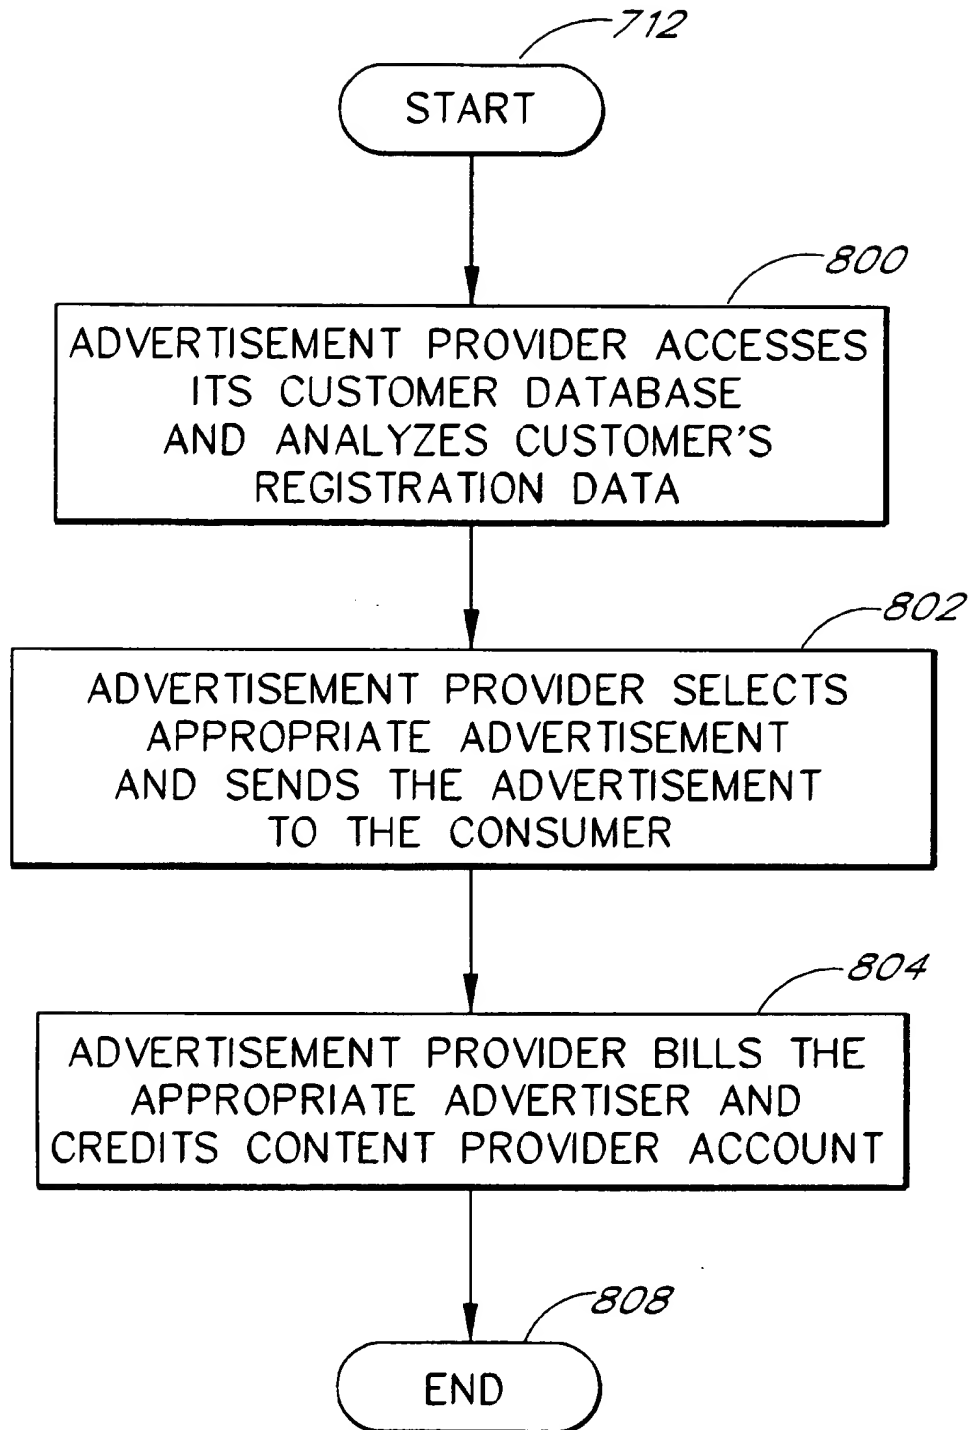 712
START
800
ADVERTISEMENT PROVIDER ACCESSES
ITS CUSTOMER DATABASE
AND ANALYZES CUSTOMER'S
REGISTRATION DATA
802
ADVERTISEMENT PROVIDER SELECTS
APPROPRIATE ADVERTISEMENT
AND SENDS THE ADVERTISEMENT
TO THE CONSUMER
804
ADVERTISEMENT PROVIDER BILLS THE
APPROPRIATE ADVERTISER AND
CREDITS CONTENT PROVIDER ACCOUNT
808
END